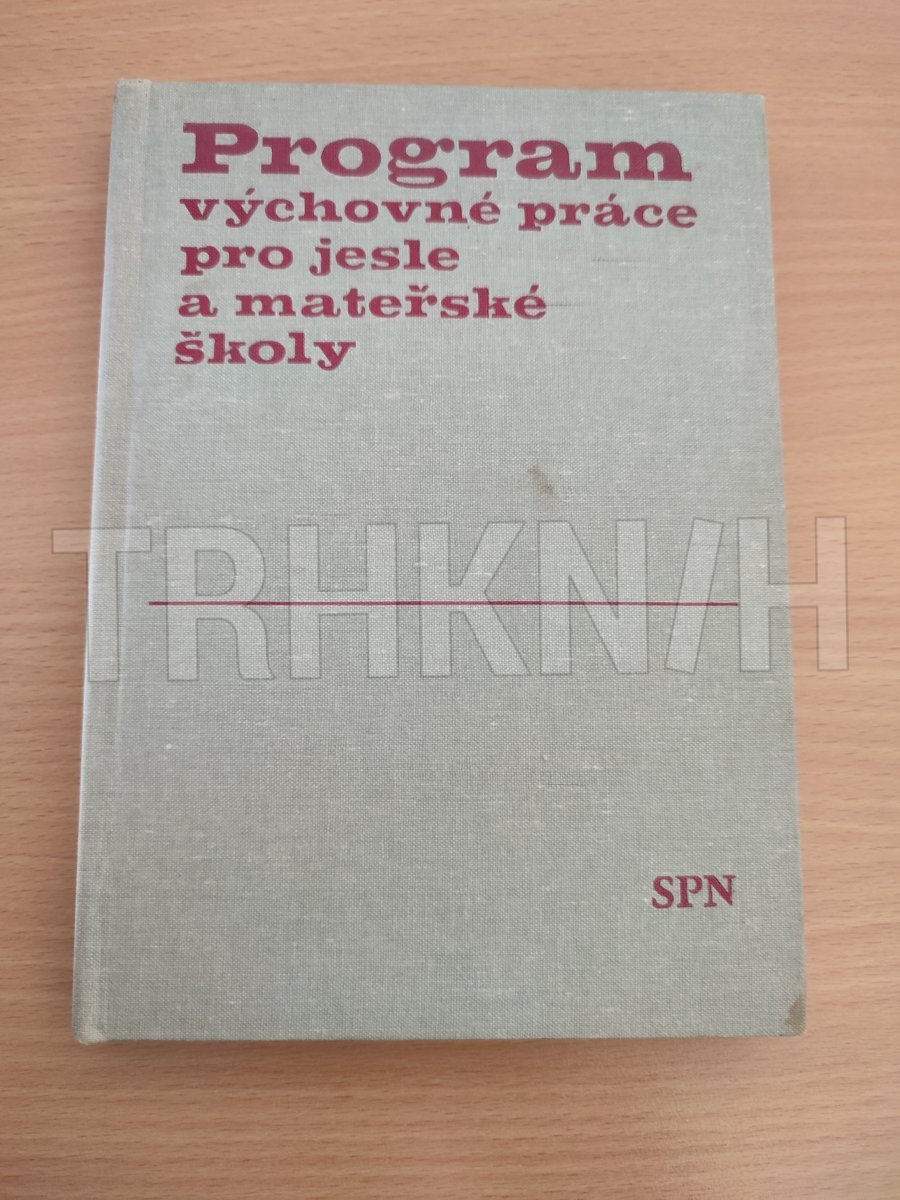 Program
výchovné práce
pro jesle
a mateřské
školy
TRHKNIH
SPN